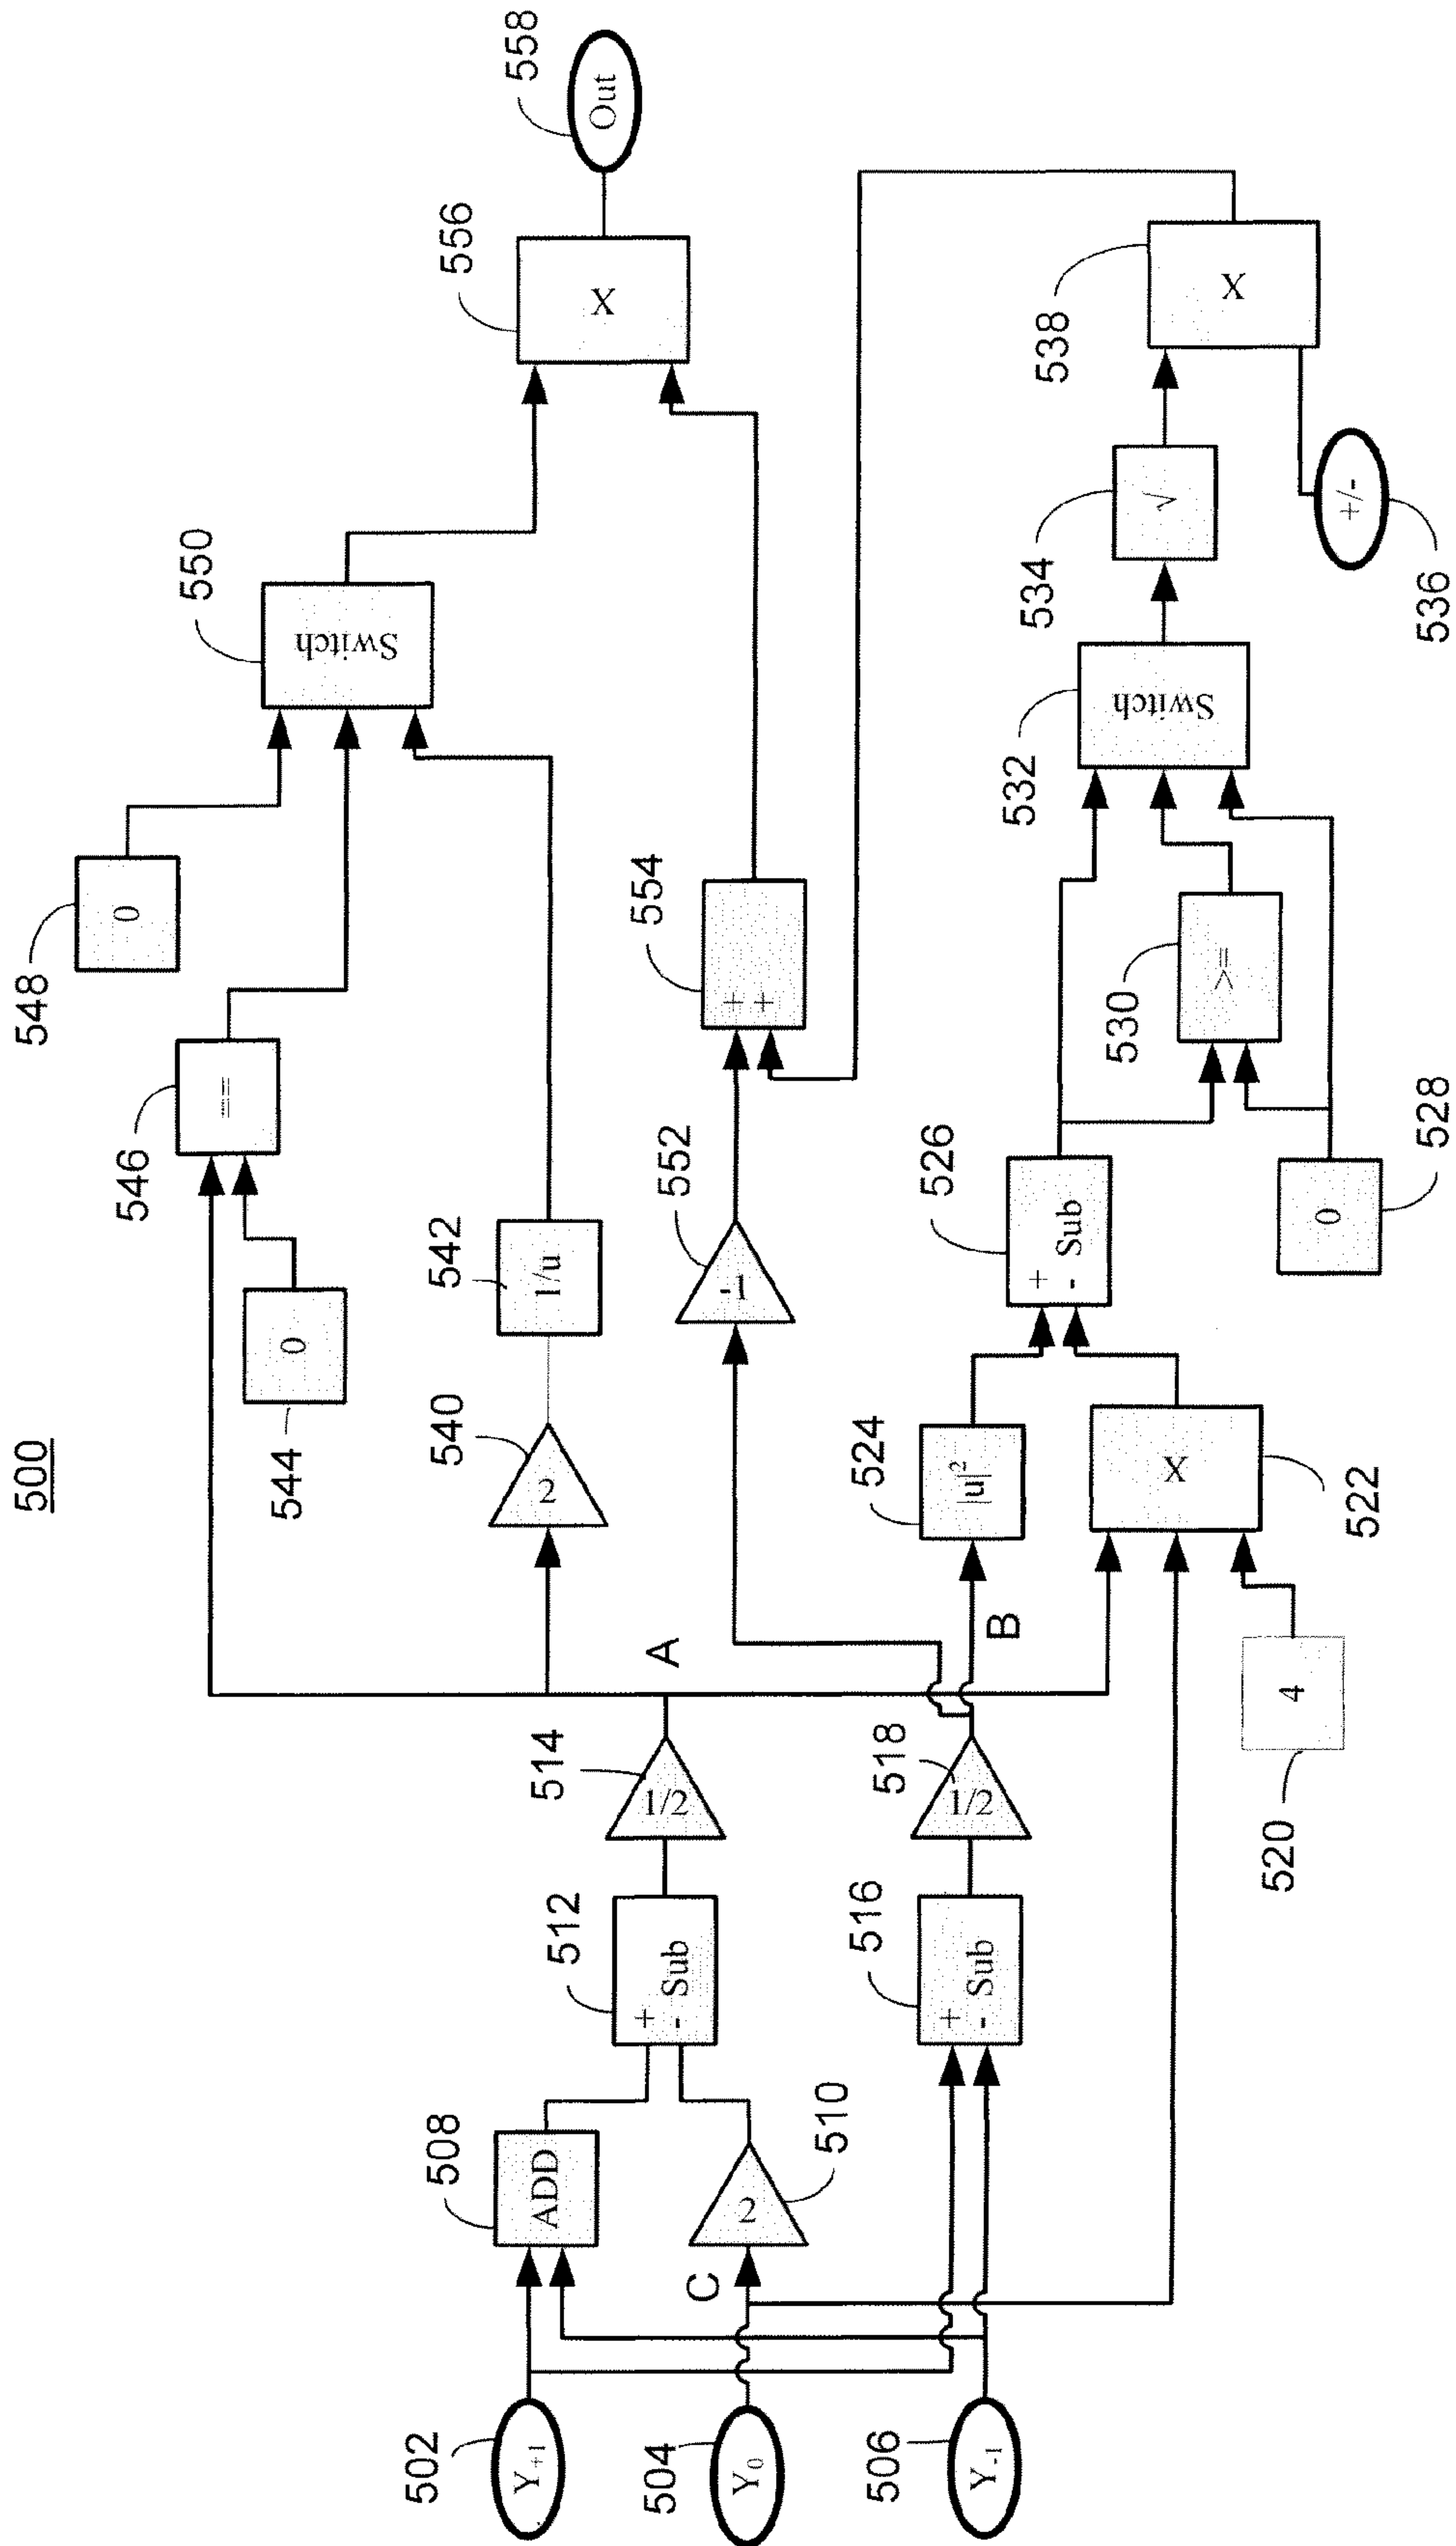 500
502
Y+1
504
Y0
506
Y-1
508
ADD
C
510
2
512
+
- Sub
514
1/2
516
+
- Sub
518
1/2
A
B
520
4
522
X
524
|u|²
526
+
- Sub
528
0
530
>=
532
Switch
534
√
536
+/-
538
X
540
2
542
1/u
544
0
546
==
548
0
550
Switch
552
-1
554
+
+
556
X
558
Out